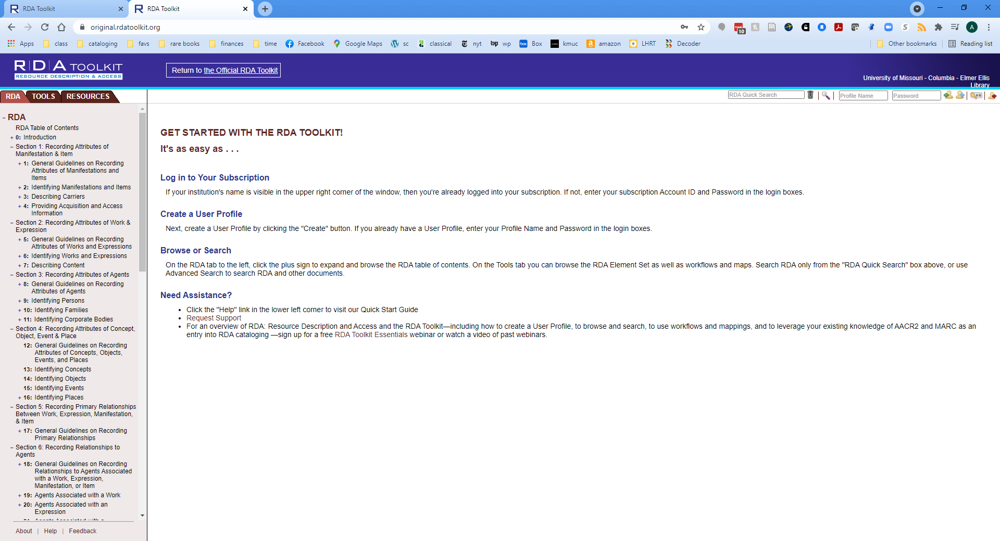 RDA Toolkit
RDA Toolkit
original.rdatoolkit.org
10
A
Apps class cataloging favs rare books finances time Facebook Google Maps sc classical nyt wp Box kmuc amazon LHRT Decoder Other bookmarks Reading list
RDA TOOLKIT
RESOURCE DESCRIPTION & ACCESS
Return to the Official RDA Toolkit
University of Missouri - Columbia - Elmer Ellis
Library
RDA TOOLS RESOURCES
RDA Quick Search Profile Name Password
RDA
RDA Table of Contents
0: Introduction
Section 1: Recording Attributes of
Manifestation & Item
1: General Guidelines on Recording
Attributes of Manifestations and
Items
2: Identifying Manifestations and Items
3: Describing Carriers
4: Providing Acquisition and Access
Information
Section 2: Recording Attributes of Work &
Expression
5: General Guidelines on Recording
Attributes of Works and Expressions
6: Identifying Works and Expressions
7: Describing Content
Section 3: Recording Attributes of Agents
8: General Guidelines on Recording
Attributes of Agents
9: Identifying Persons
10: Identifying Families
11: Identifying Corporate Bodies
Section 4: Recording Attributes of Concept,
Object, Event & Place
12: General Guidelines on Recording
Attributes of Concepts, Objects,
Events, and Places
13: Identifying Concepts
14: Identifying Objects
15: Identifying Events
16: Identifying Places
Section 5: Recording Primary Relationships
Between Work, Expression, Manifestation,
& Item
17: General Guidelines on Recording
Primary Relationships
Section 6: Recording Relationships to
Agents
18: General Guidelines on Recording
Relationships to Agents Associated
with a Work, Expression,
Manifestation, or Item
19: Agents Associated with a Work
20: Agents Associated with an
Expression
About | Help | Feedback
GET STARTED WITH THE RDA TOOLKIT!
It's as easy as . . .
Log in to Your Subscription
If your institution's name is visible in the upper right corner of the window, then you're already logged into your subscription. If not, enter your subscription Account ID and Password in the login boxes.
Create a User Profile
Next, create a User Profile by clicking the "Create" button. If you already have a User Profile, enter your Profile Name and Password in the login boxes.
Browse or Search
On the RDA tab to the left, click the plus sign to expand and browse the RDA table of contents. On the Tools tab you can browse the RDA Element Set as well as workflows and maps. Search RDA only from the "RDA Quick Search" box above, or use
Advanced Search to search RDA and other documents.
Need Assistance?
• Click the "Help" link in the lower left corner to visit our Quick Start Guide
• Request Support
• For an overview of RDA: Resource Description and Access and the RDA Toolkit—including how to create a User Profile, to browse and search, to use workflows and mappings, and to leverage your existing knowledge of AACR2 and MARC as an
entry into RDA cataloging —sign up for a free RDA Toolkit Essentials webinar or watch a video of past webinars.